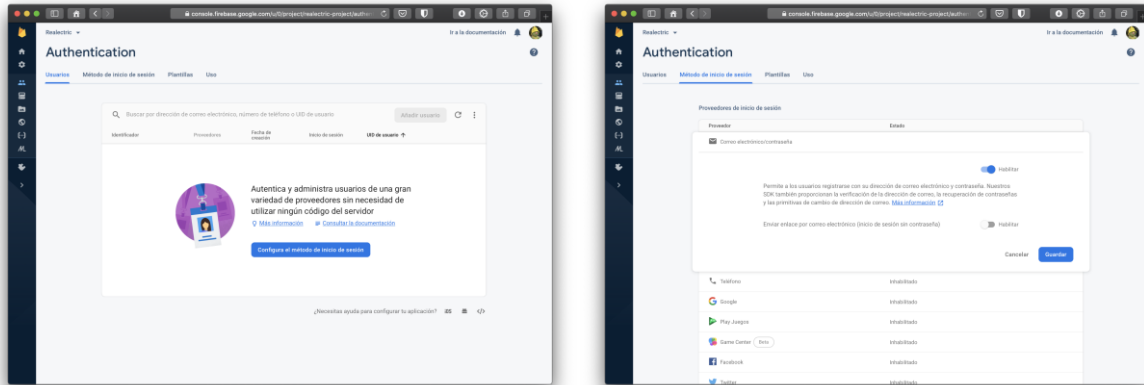 console.firebase.google.com/u/0/project/realectric-project/authe
Realectric
Ir a la documentación
Authentication
Usuarios Método de inicio de sesión Plantillas Uso
Buscar por dirección de correo electrónico, número de teléfono o UID de usuario
Añadir usuario
Identificador Proveedores Fecha de creación Inicio de sesión UID de usuario ↑
Autentica y administra usuarios de una gran
variedad de proveedores sin necesidad de
utilizar ningún código del servidor
Más información Consultar la documentación
Configura el método de inicio de sesión
¿Necesitas ayuda para configurar tu aplicación?
console.firebase.google.com/u/0/project/realectric-project/authe
Realectric
Ir a la documentación
Authentication
Usuarios Método de inicio de sesión Plantillas Uso
Proveedores de inicio de sesión
Proveedor Estado
Correo electrónico/contraseña
Habilitar
Permite a los usuarios registrarse con su dirección de correo electrónico y contraseña. Nuestros
SDK también proporcionan la verificación de la dirección de correo, la recuperación de contraseñas
y las primitivas de cambio de dirección de correo. Más información
Enviar enlace por correo electrónico (inicio de sesión sin contraseña) Habilitar
Cancelar Guardar
Teléfono Inhabilitado
Google Inhabilitado
Play Juegos Inhabilitado
Game Center Beta Inhabilitado
Facebook Inhabilitado
Twitter Inhabilitado